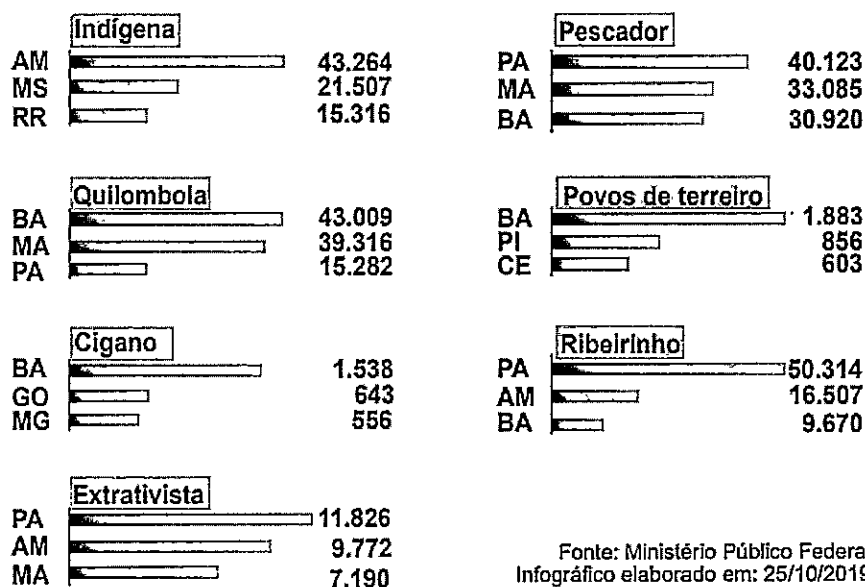 Indígena
AM 43.264
MS 21.507
RR 15.316
Quilombola
BA 43.009
MA 39.316
PA 15.282
Cigano
BA 1.538
GO 643
MG 556
Extrativista
PA 11.826
AM 9.772
MA 7.190
Pescador
PA 40.123
MA 33.085
BA 30.920
Povos de terreiro
BA 1.883
PI 856
CE 603
Ribeirinho
PA 50.314
AM 16.507
BA 9.670
Fonte: Ministério Público Federa
Infográfico elaborado em: 25/10/2019